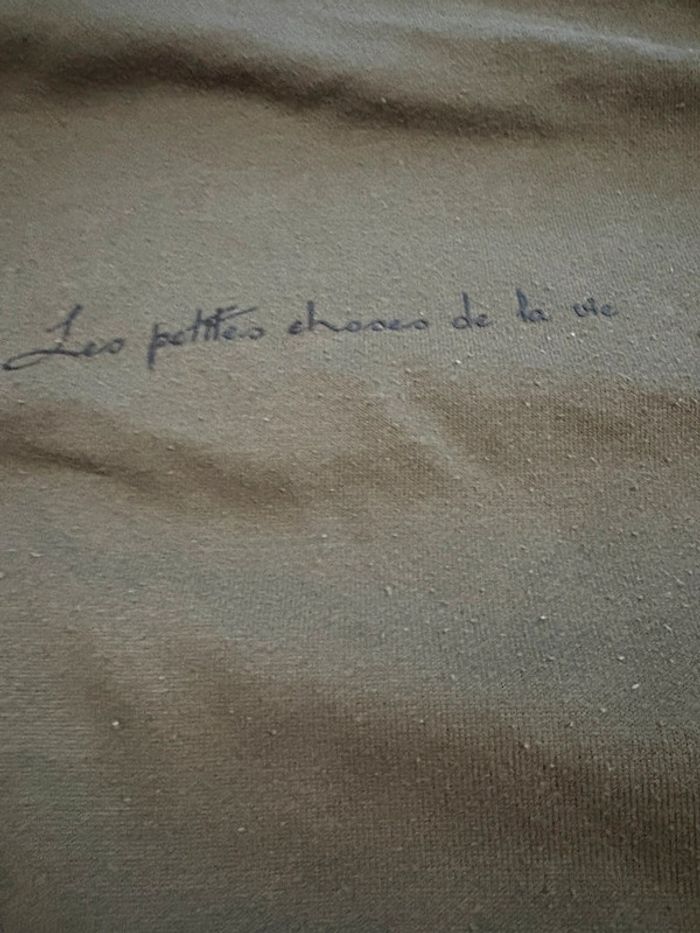 Les petites choses de la vie